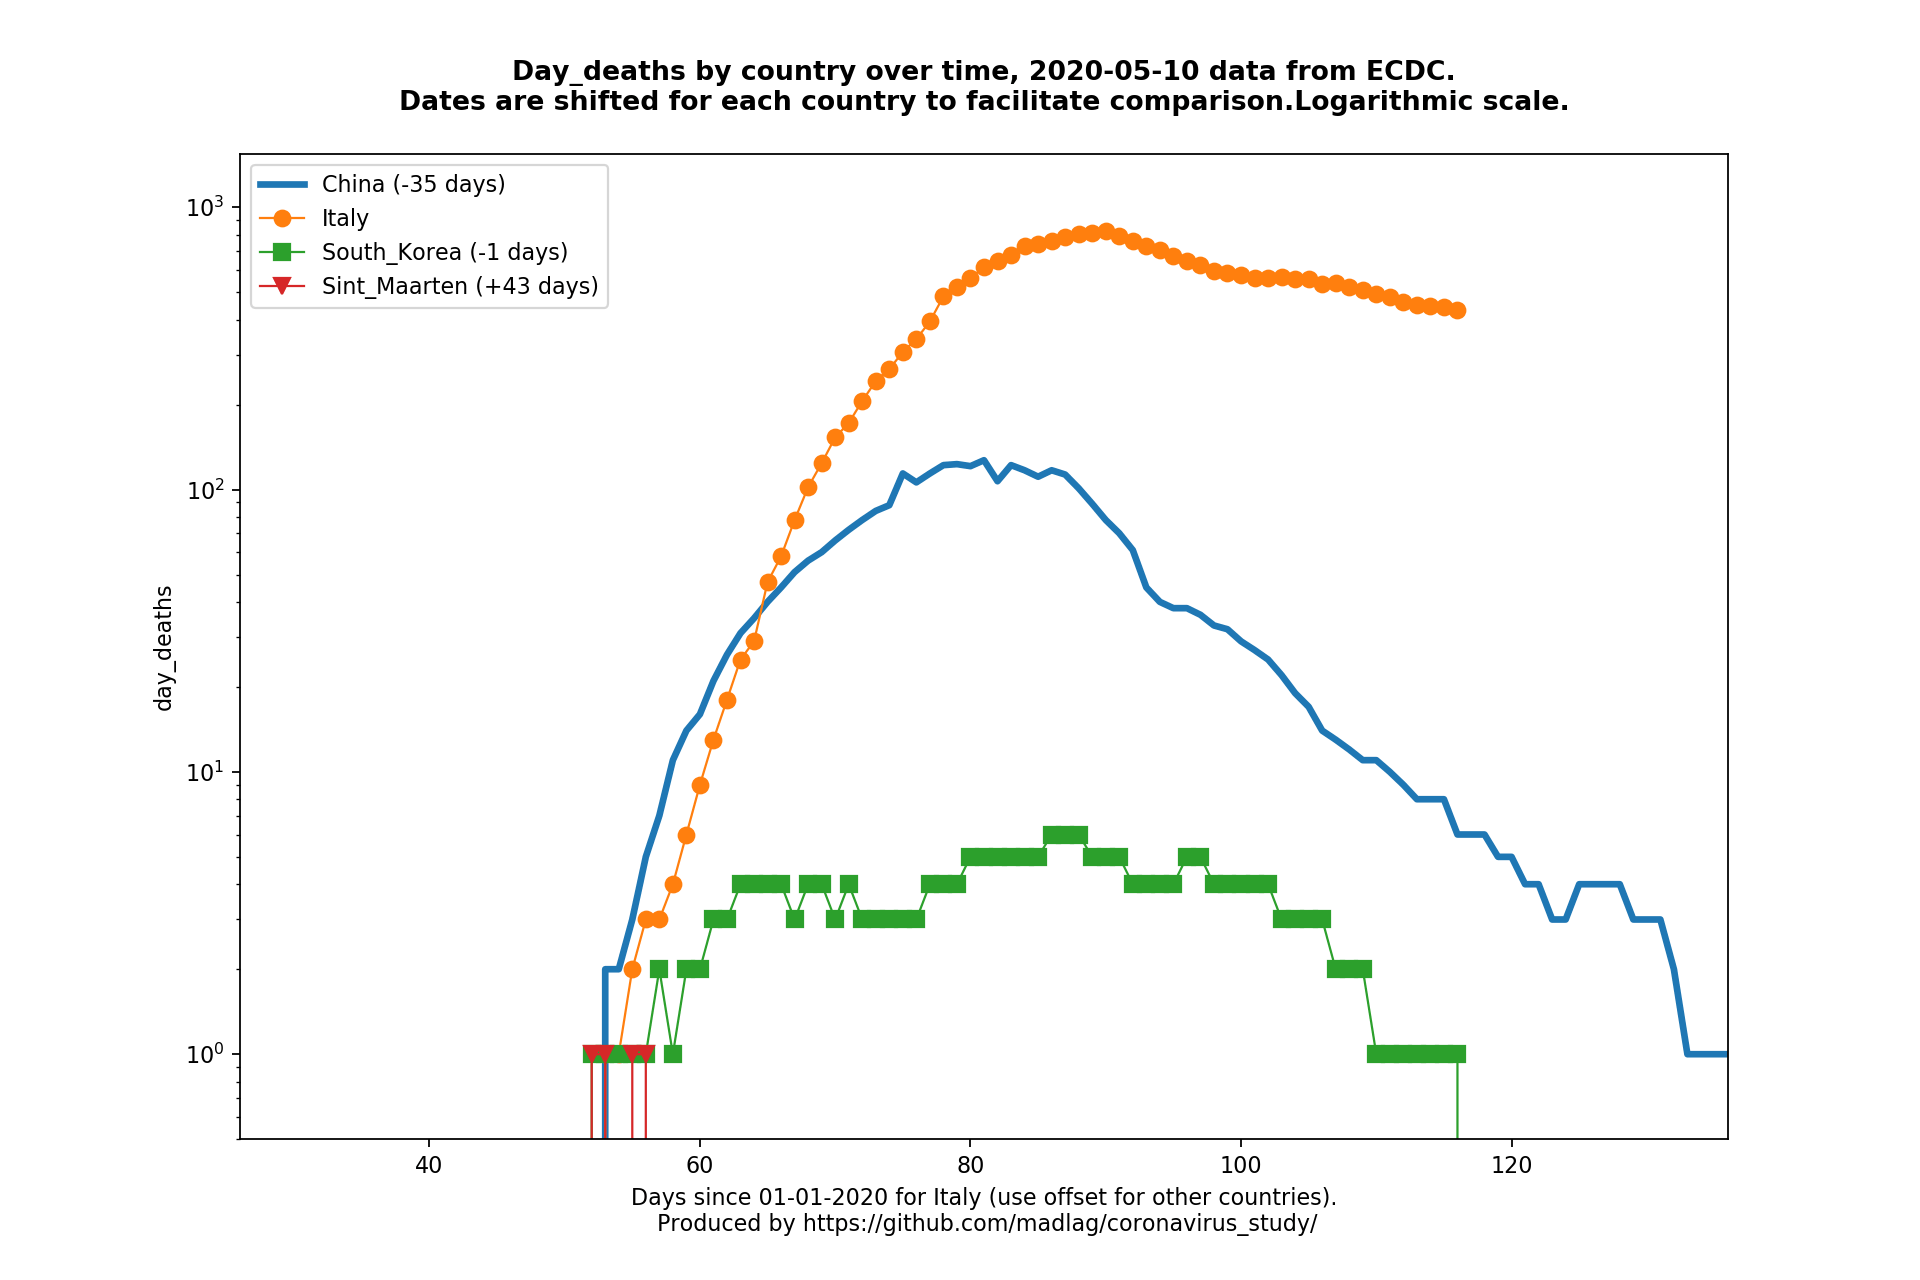 Day_deaths by country over time, 2020-05-10 data from ECDC.
Dates are shifted for each country to facilitate comparison.Logarithmic scale.
China (-35 days)
Italy
South_Korea (-1 days)
Sint_Maarten (+43 days)
10³
10²
10¹
10⁰
day_deaths
40 60 80 100 120
Days since 01-01-2020 for Italy (use offset for other countries).
Produced by https://github.com/madlag/coronavirus_study/